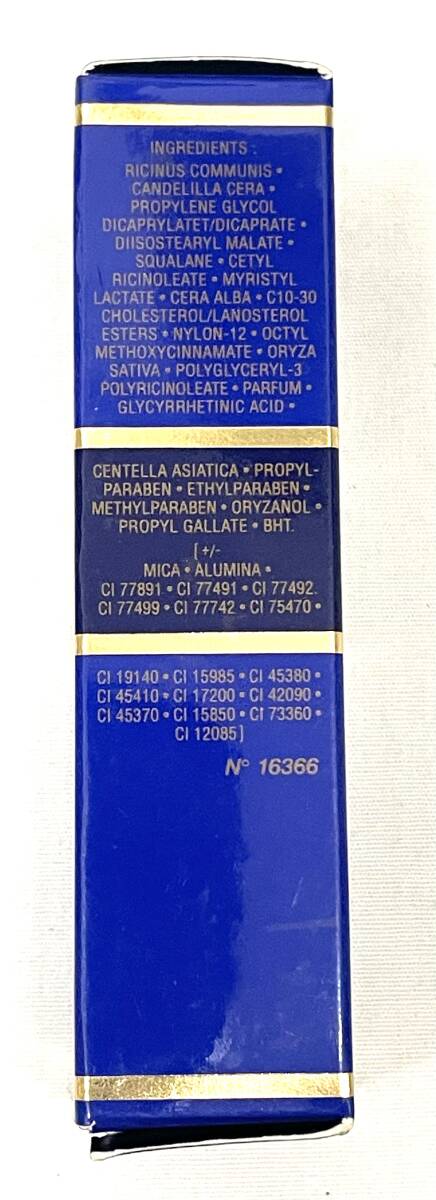 INGREDIENTS :
RICINUS COMMUNIS •
CANDELILLA CERA •
PROPYLENE GLYCOL
DICAPRYLATET/DICAPRATE •
DIISOSTEARYL MALATE •
SQUALANE • CETYL
RICINOLEATE • MYRISTYL
LACTATE • CERA ALBA • C10-30
CHOLESTEROL/LANOSTEROL
ESTERS • NYLON-12 • OCTYL
METHOXYCINNAMATE • ORYZA
SATIVA • POLYGLYCERYL-3
POLYRICINOLEATE • PARFUM •
GLYCYRRHETINIC ACID •
CENTELLA ASIATICA • PROPYL-
PARABEN • ETHYLPARABEN •
METHYLPARABEN • ORYZANOL •
PROPYL GALLATE • BHT.
[ +/-
MICA • ALUMINA •
CI 77891 • CI 77491 • CI 77492.
CI 77499 • CI 77742 • CI 75470 •
CI 19140 • CI 15985 • CI 45380 •
CI 45410 • CI 17200 • CI 42090 •
CI 45370 • CI 15850 • CI 73360 •
CI 12085 ]
N° 16366